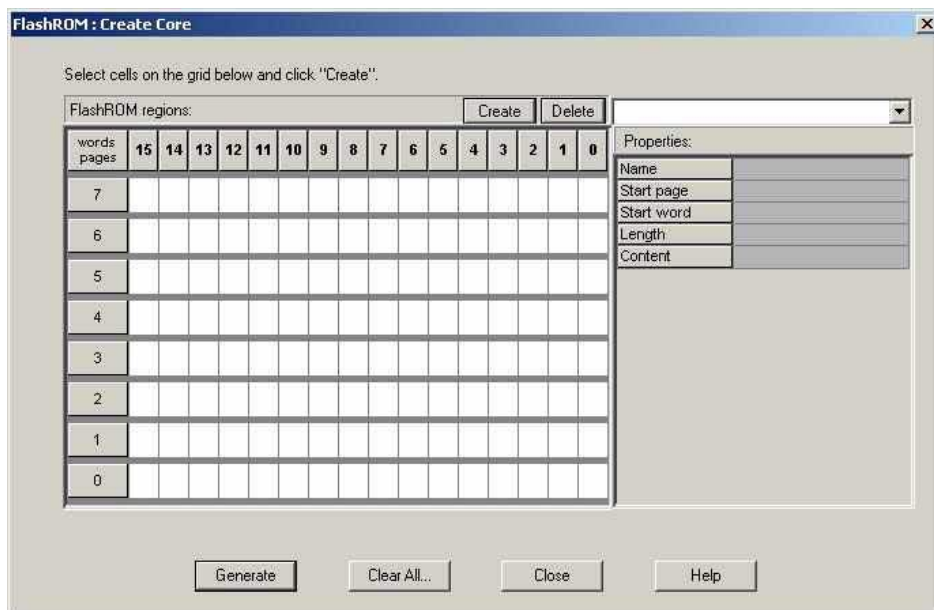 FlashROM : Create Core
Select cells on the grid below and click "Create".
FlashROM regions: Create Delete
words pages 15 14 13 12 11 10 9 8 7 6 5 4 3 2 1 0
7
6
5
4
3
2
1
0
Properties:
Name
Start page
Start word
Length
Content
Generate Clear All... Close Help